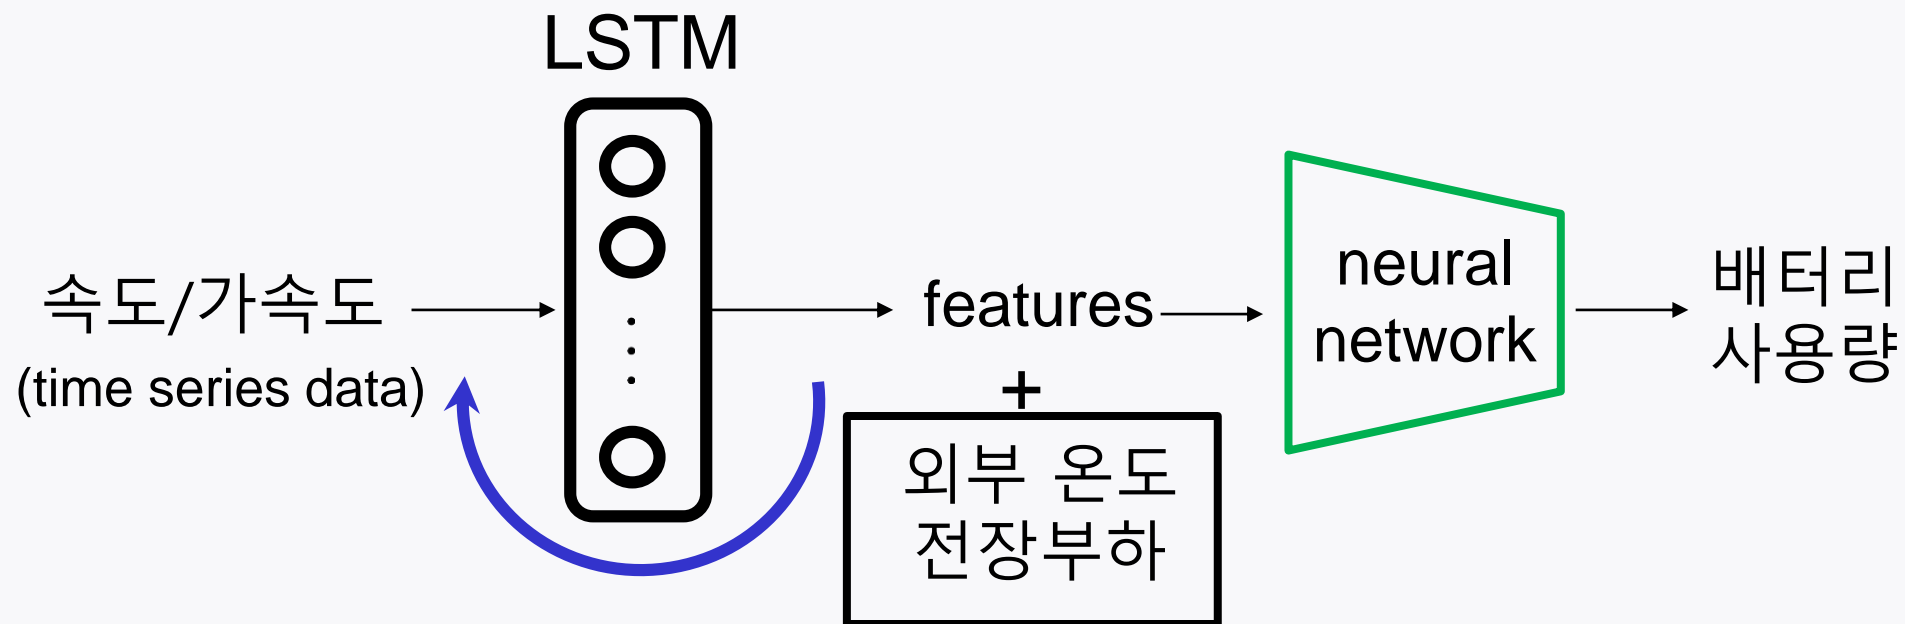 LSTM
속도/가속도
(time series data)
features
+
외부 온도
전장부하
neural
network
배터리
사용량